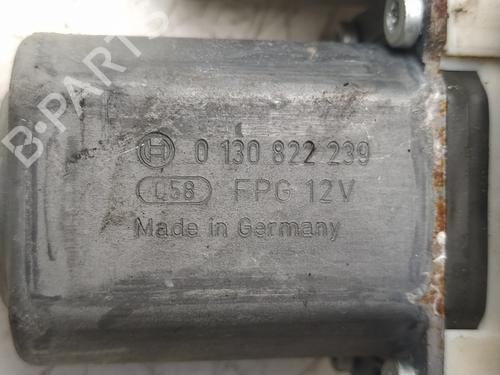 B-PARTS
0 130 822 239
058 FPG 12V
Made in Germany